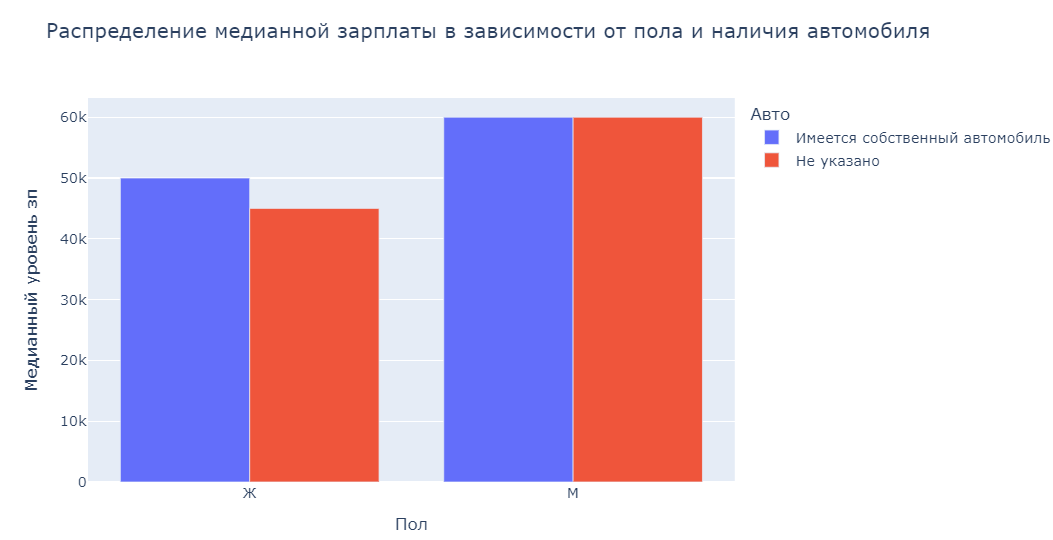 Распределение медианной зарплаты в зависимости от пола и наличия автомобиля
Авто
Имеется собственный автомобиль
Не указано
Медианный уровень зп
60k
50k
40k
30k
20k
10k
0
Ж
М
Пол